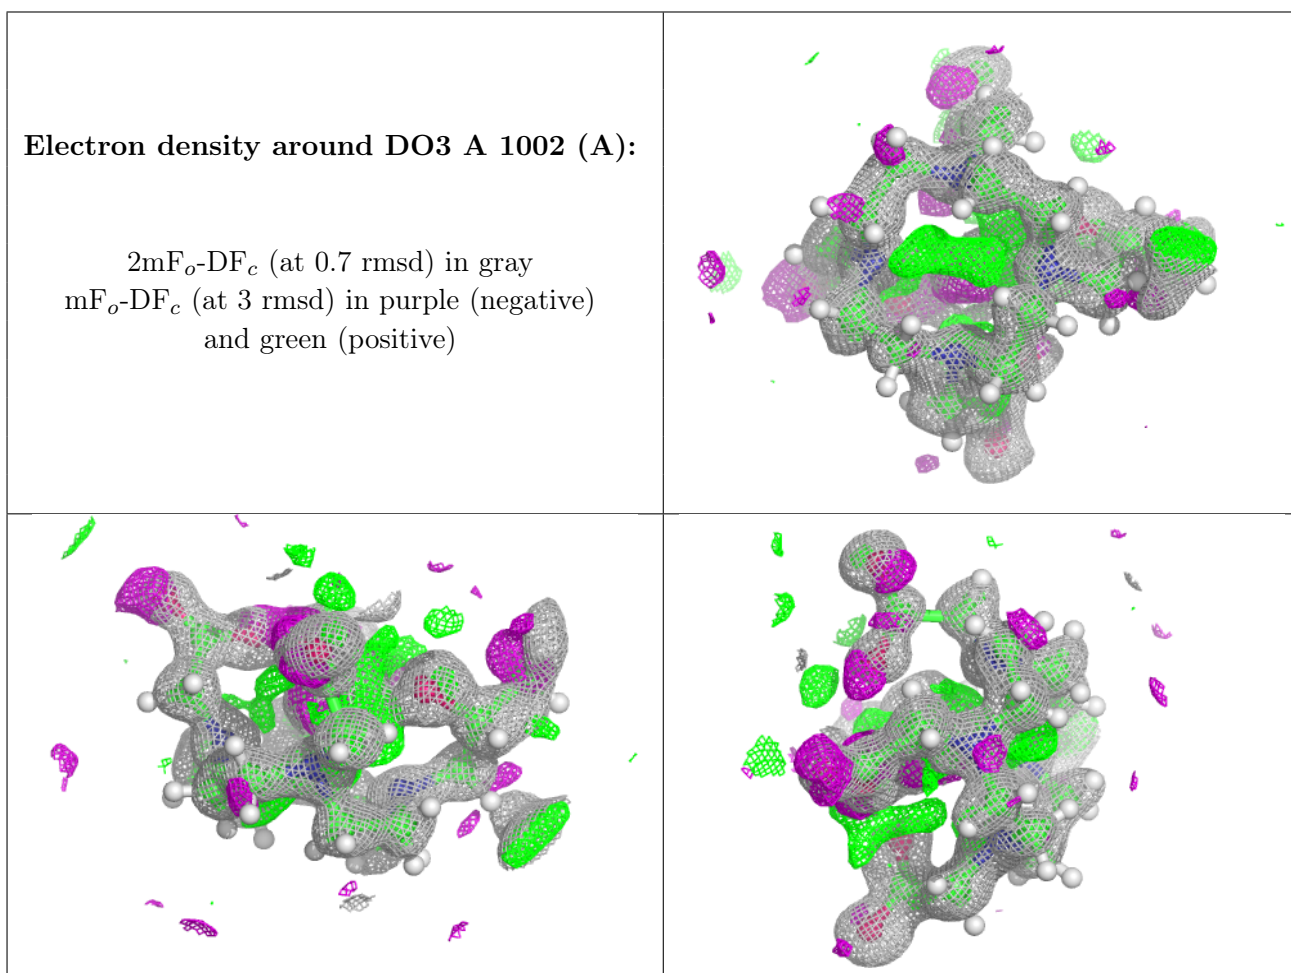 Electron density around DO3 A 1002 (A):
2mFo-DFc (at 0.7 rmsd) in gray
mFo-DFc (at 3 rmsd) in purple (negative)
and green (positive)